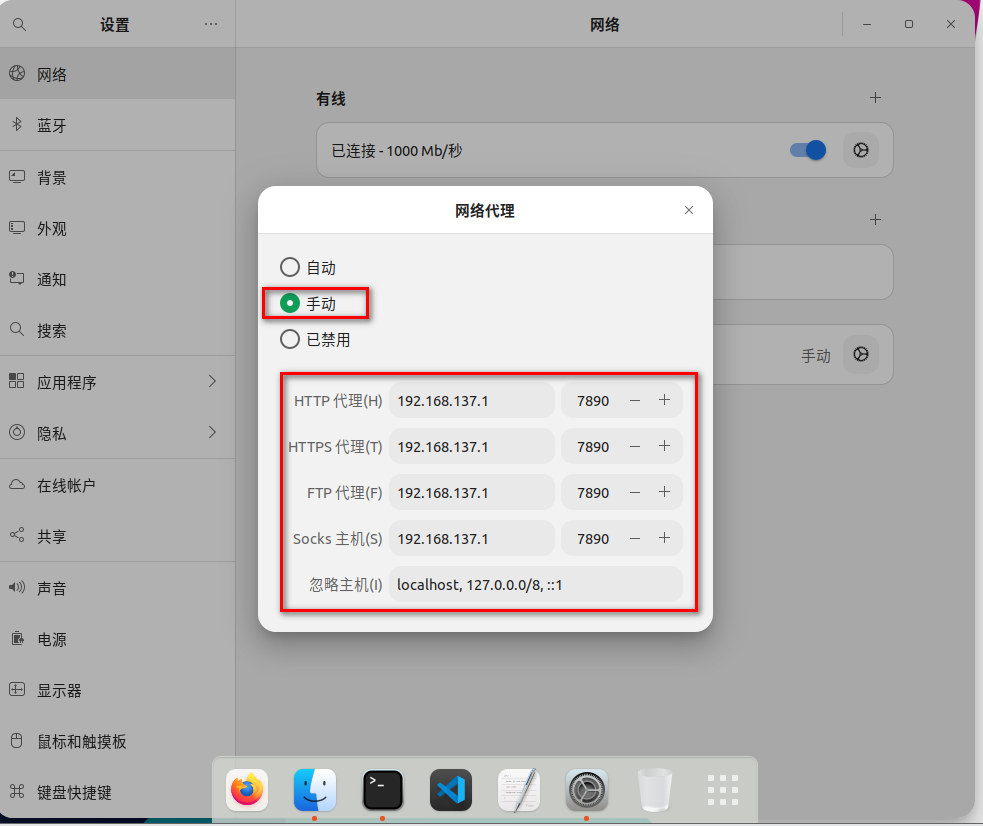 设置
网络
网络
蓝牙
背景
外观
通知
搜索
应用程序
隐私
在线帐户
共享
声音
电源
显示器
鼠标和触摸板
键盘快捷键
有线
已连接 - 1000 Mb/秒
手动
网络代理
自动
手动
已禁用
HTTP 代理(H) 192.168.137.1 7890
HTTPS 代理(T) 192.168.137.1 7890
FTP 代理(F) 192.168.137.1 7890
Socks 主机(S) 192.168.137.1 7890
忽略主机(I) localhost, 127.0.0.0/8, ::1